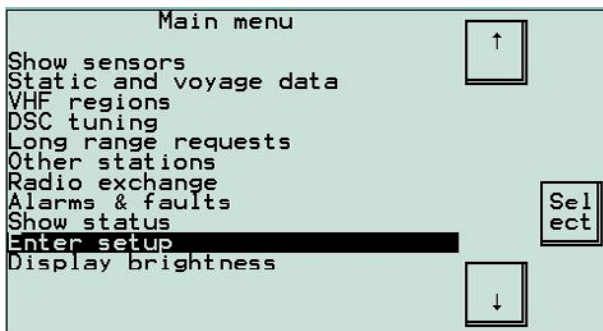 Main menu
↑
Show sensors
Static and voyage data
VHF regions
DSC tuning
Long range requests
Other stations
Radio exchange
Alarms & faults
Show status
Enter setup
Display brightness
Sel
ect
↓